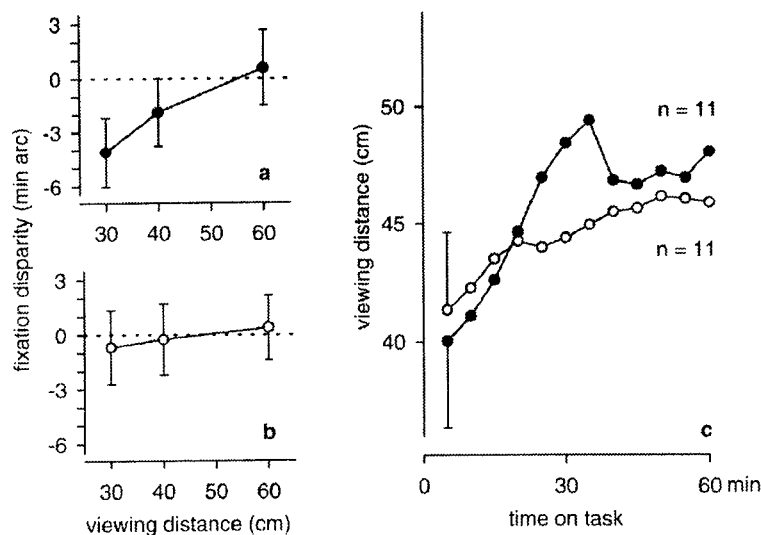 fixation disparity (min arc)
3
0
-3
-6
a
30 40 50 60
3
0
-3
-6
b
30 40 50 60
viewing distance (cm)
viewing distance (cm)
50
45
40
n = 11
n = 11
c
0 30 60 min
time on task